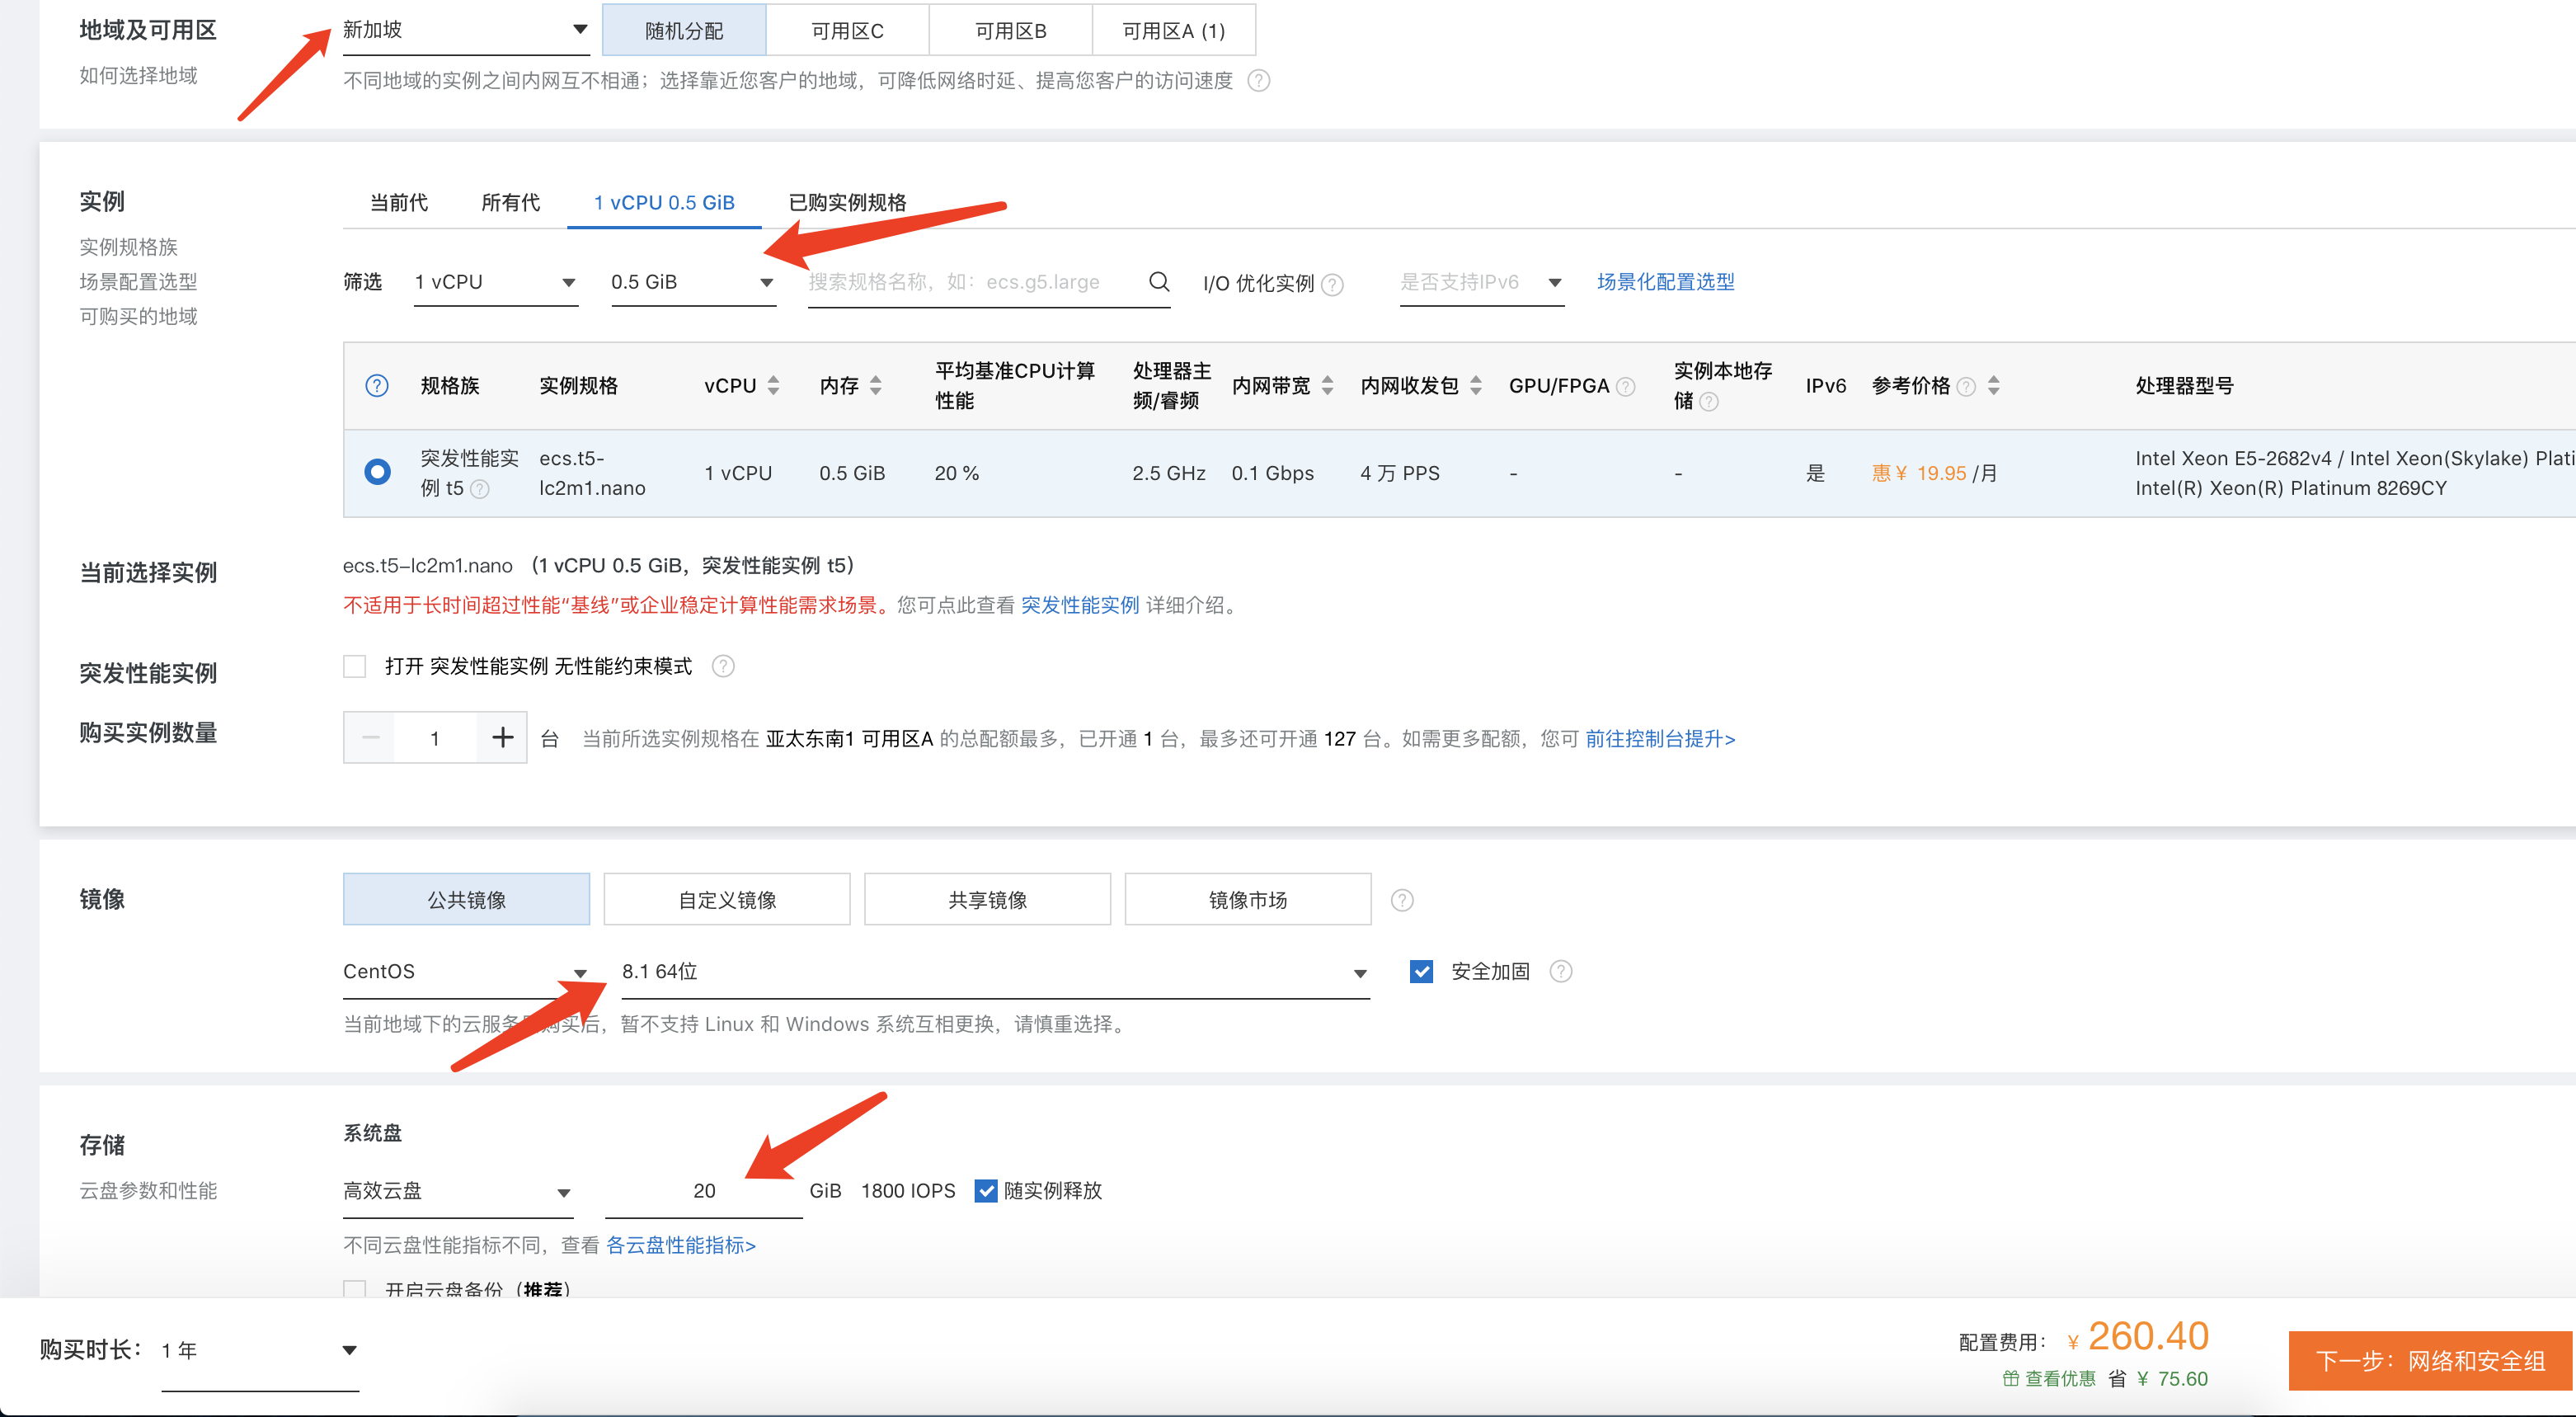 地域及可用区
新加坡
随机分配
可用区C
可用区B
可用区A (1)
如何选择地域
不同地域的实例之间内网互不相通；选择靠近您客户的地域，可降低网络时延、提高您客户的访问速度
实例
当前代
所有代
1 vCPU 0.5 GiB
已购实例规格
实例规格族
场景配置选型
可购买的地域
筛选
1 vCPU
0.5 GiB
搜索规格名称，如：ecs.g5.large
I/O 优化实例
是否支持IPv6
场景化配置选型
规格族
实例规格
vCPU
内存
平均基准CPU计算
性能
处理器主
频/睿频
内网带宽
内网收发包
GPU/FPGA
实例本地存
储
IPv6
参考价格
处理器型号
突发性能实
例 t5
ecs.t5-
lc2m1.nano
1 vCPU
0.5 GiB
20 %
2.5 GHz
0.1 Gbps
4 万 PPS
-
-
是
惠 ¥ 19.95 /月
Intel Xeon E5-2682v4 / Intel Xeon(Skylake) Plati
Intel(R) Xeon(R) Platinum 8269CY
当前选择实例
ecs.t5-lc2m1.nano （1 vCPU 0.5 GiB，突发性能实例 t5）
不适用于长时间超过性能“基线”或企业稳定计算性能需求场景。您可点此查看 突发性能实例 详细介绍。
突发性能实例
打开 突发性能实例 无性能约束模式
购买实例数量
1
台
当前所选实例规格在 亚太东南1 可用区A 的总配额最多，已开通 1 台，最多还可开通 127 台。如需更多配额，您可 前往控制台提升>
镜像
公共镜像
自定义镜像
共享镜像
镜像市场
CentOS
8.1 64位
安全加固
当前地域下的云服务 购买后，暂不支持 Linux 和 Windows 系统互相更换，请慎重选择。
存储
系统盘
云盘参数和性能
高效云盘
20
GiB
1800 IOPS
随实例释放
不同云盘性能指标不同，查看 各云盘性能指标>
开启云盘备份（推荐）
购买时长：
1 年
配置费用：
¥ 260.40
查看优惠 省 ¥ 75.60
下一步：网络和安全组